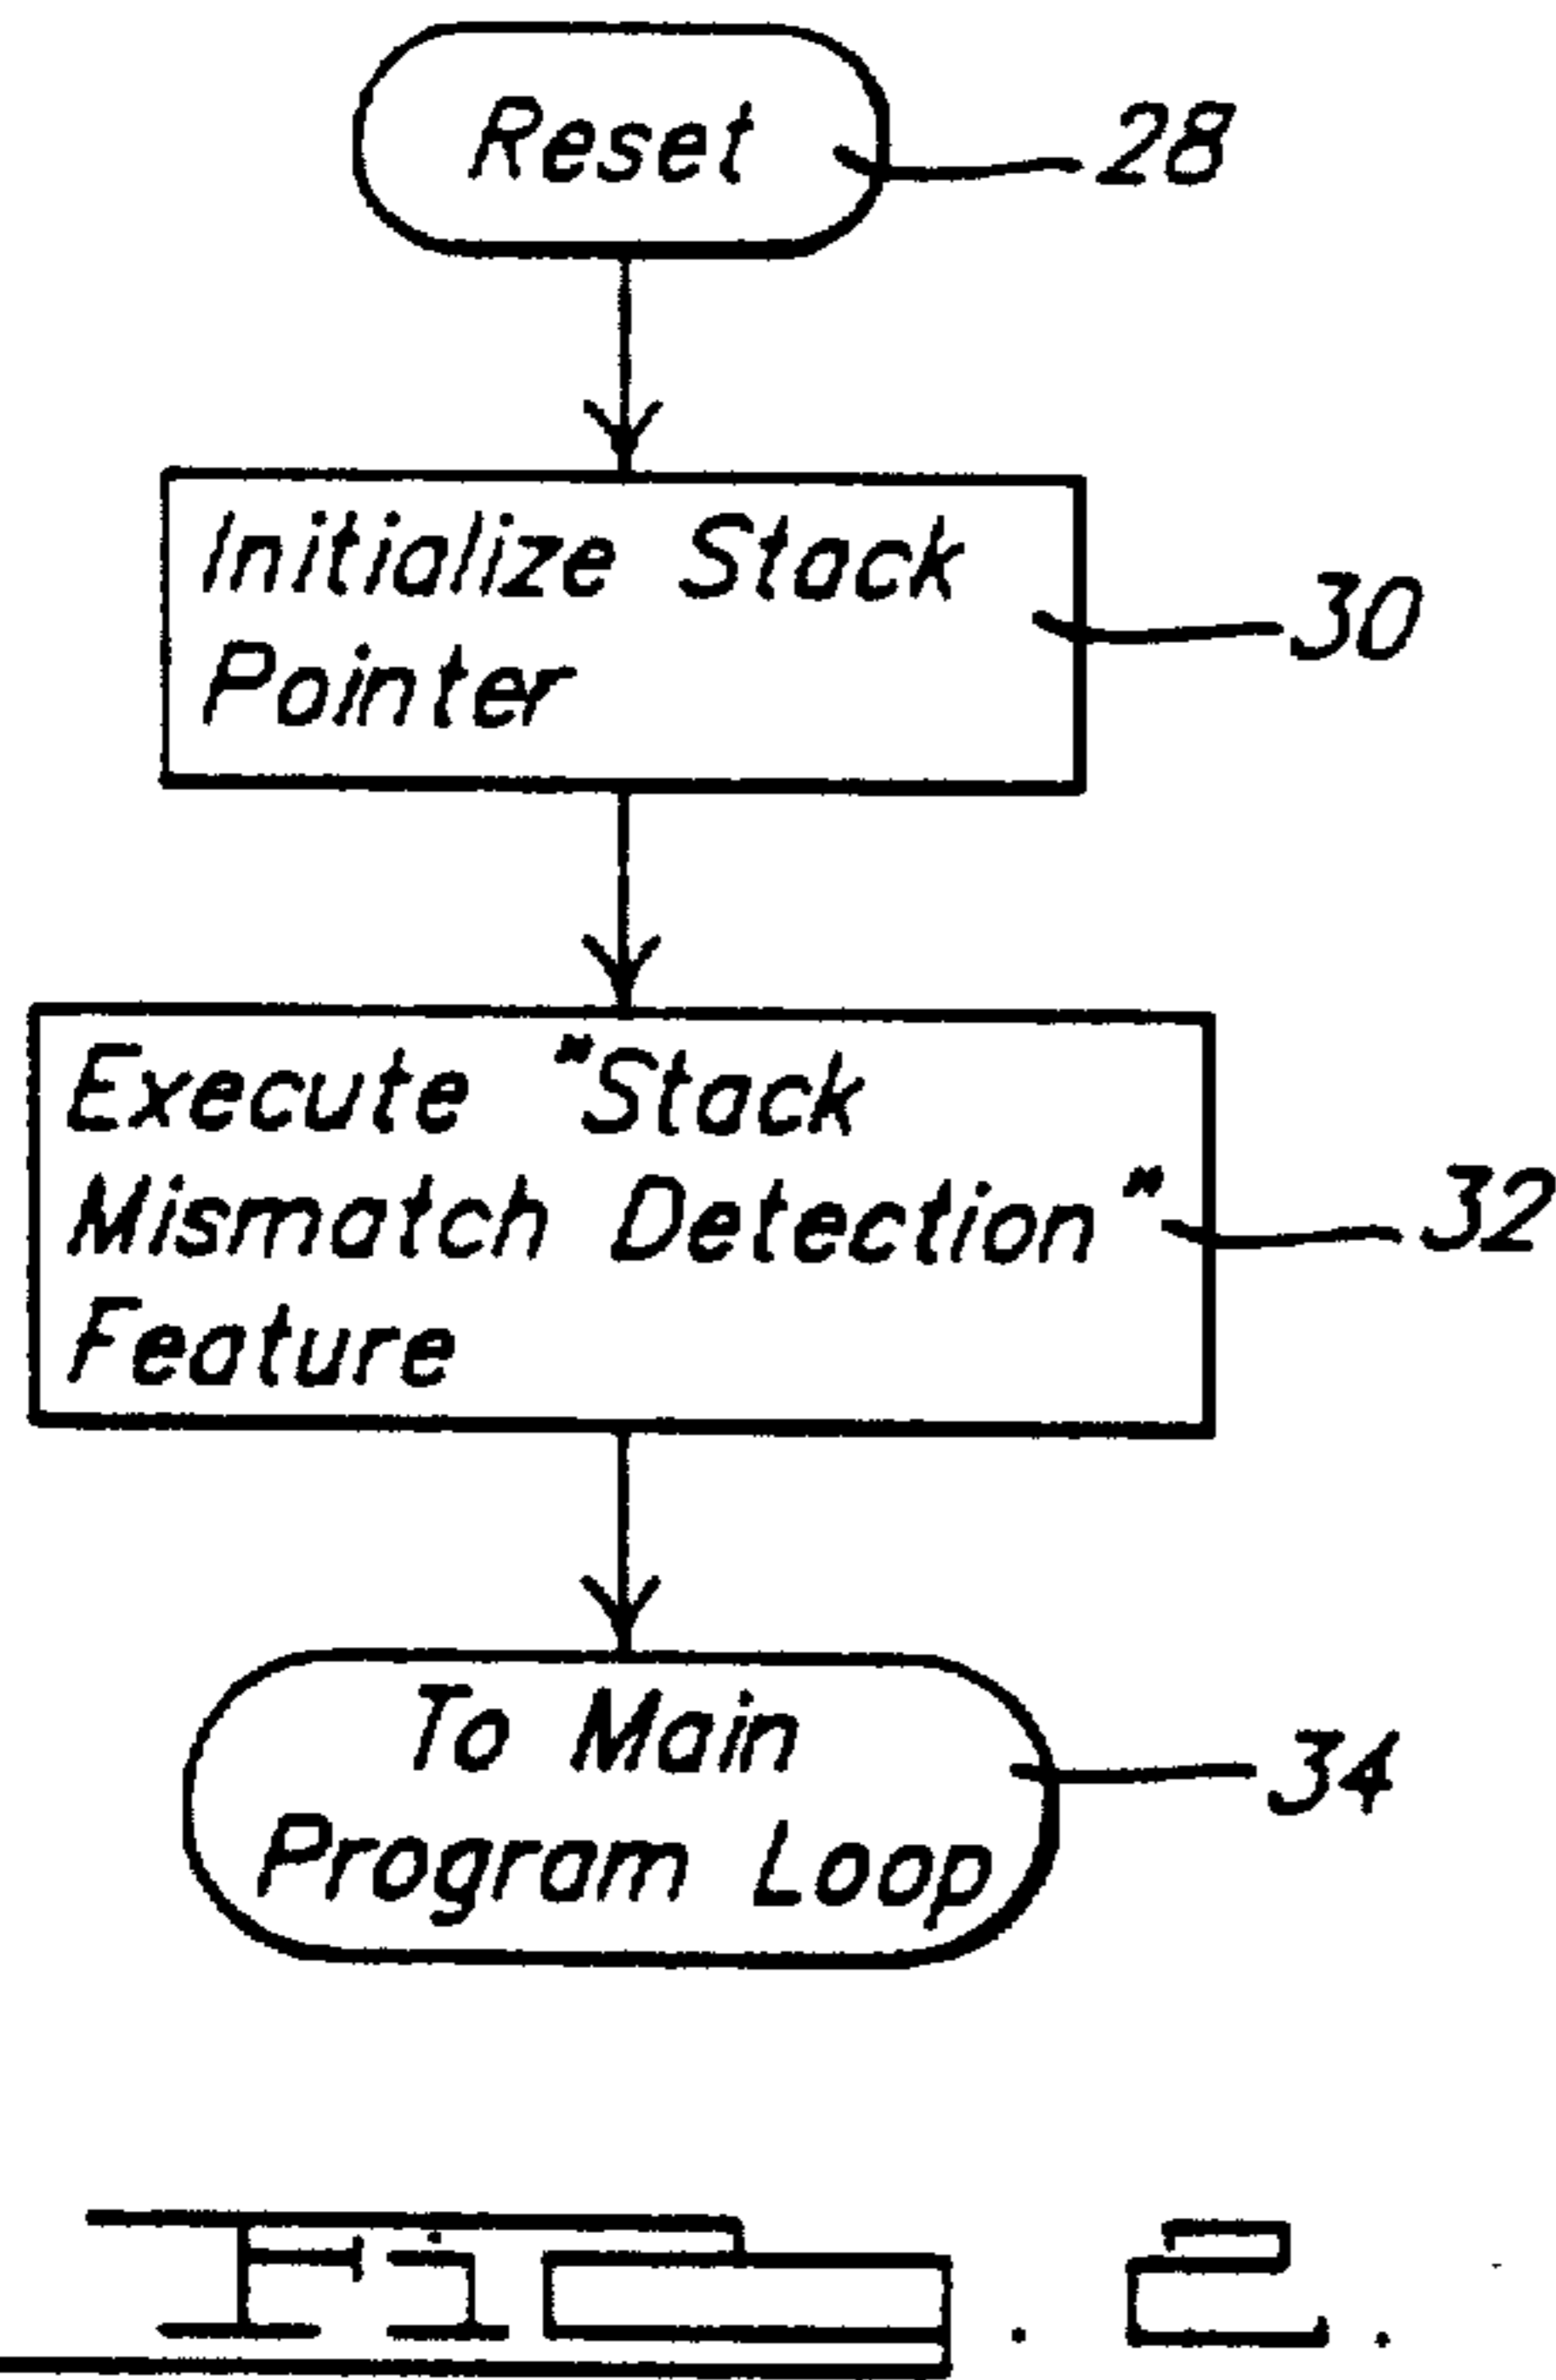 Reset
28
Initialize Stack
Pointer
30
Execute "Stack
Mismatch Detection"
Feature
32
To Main
Program Loop
34
Fig. 2.